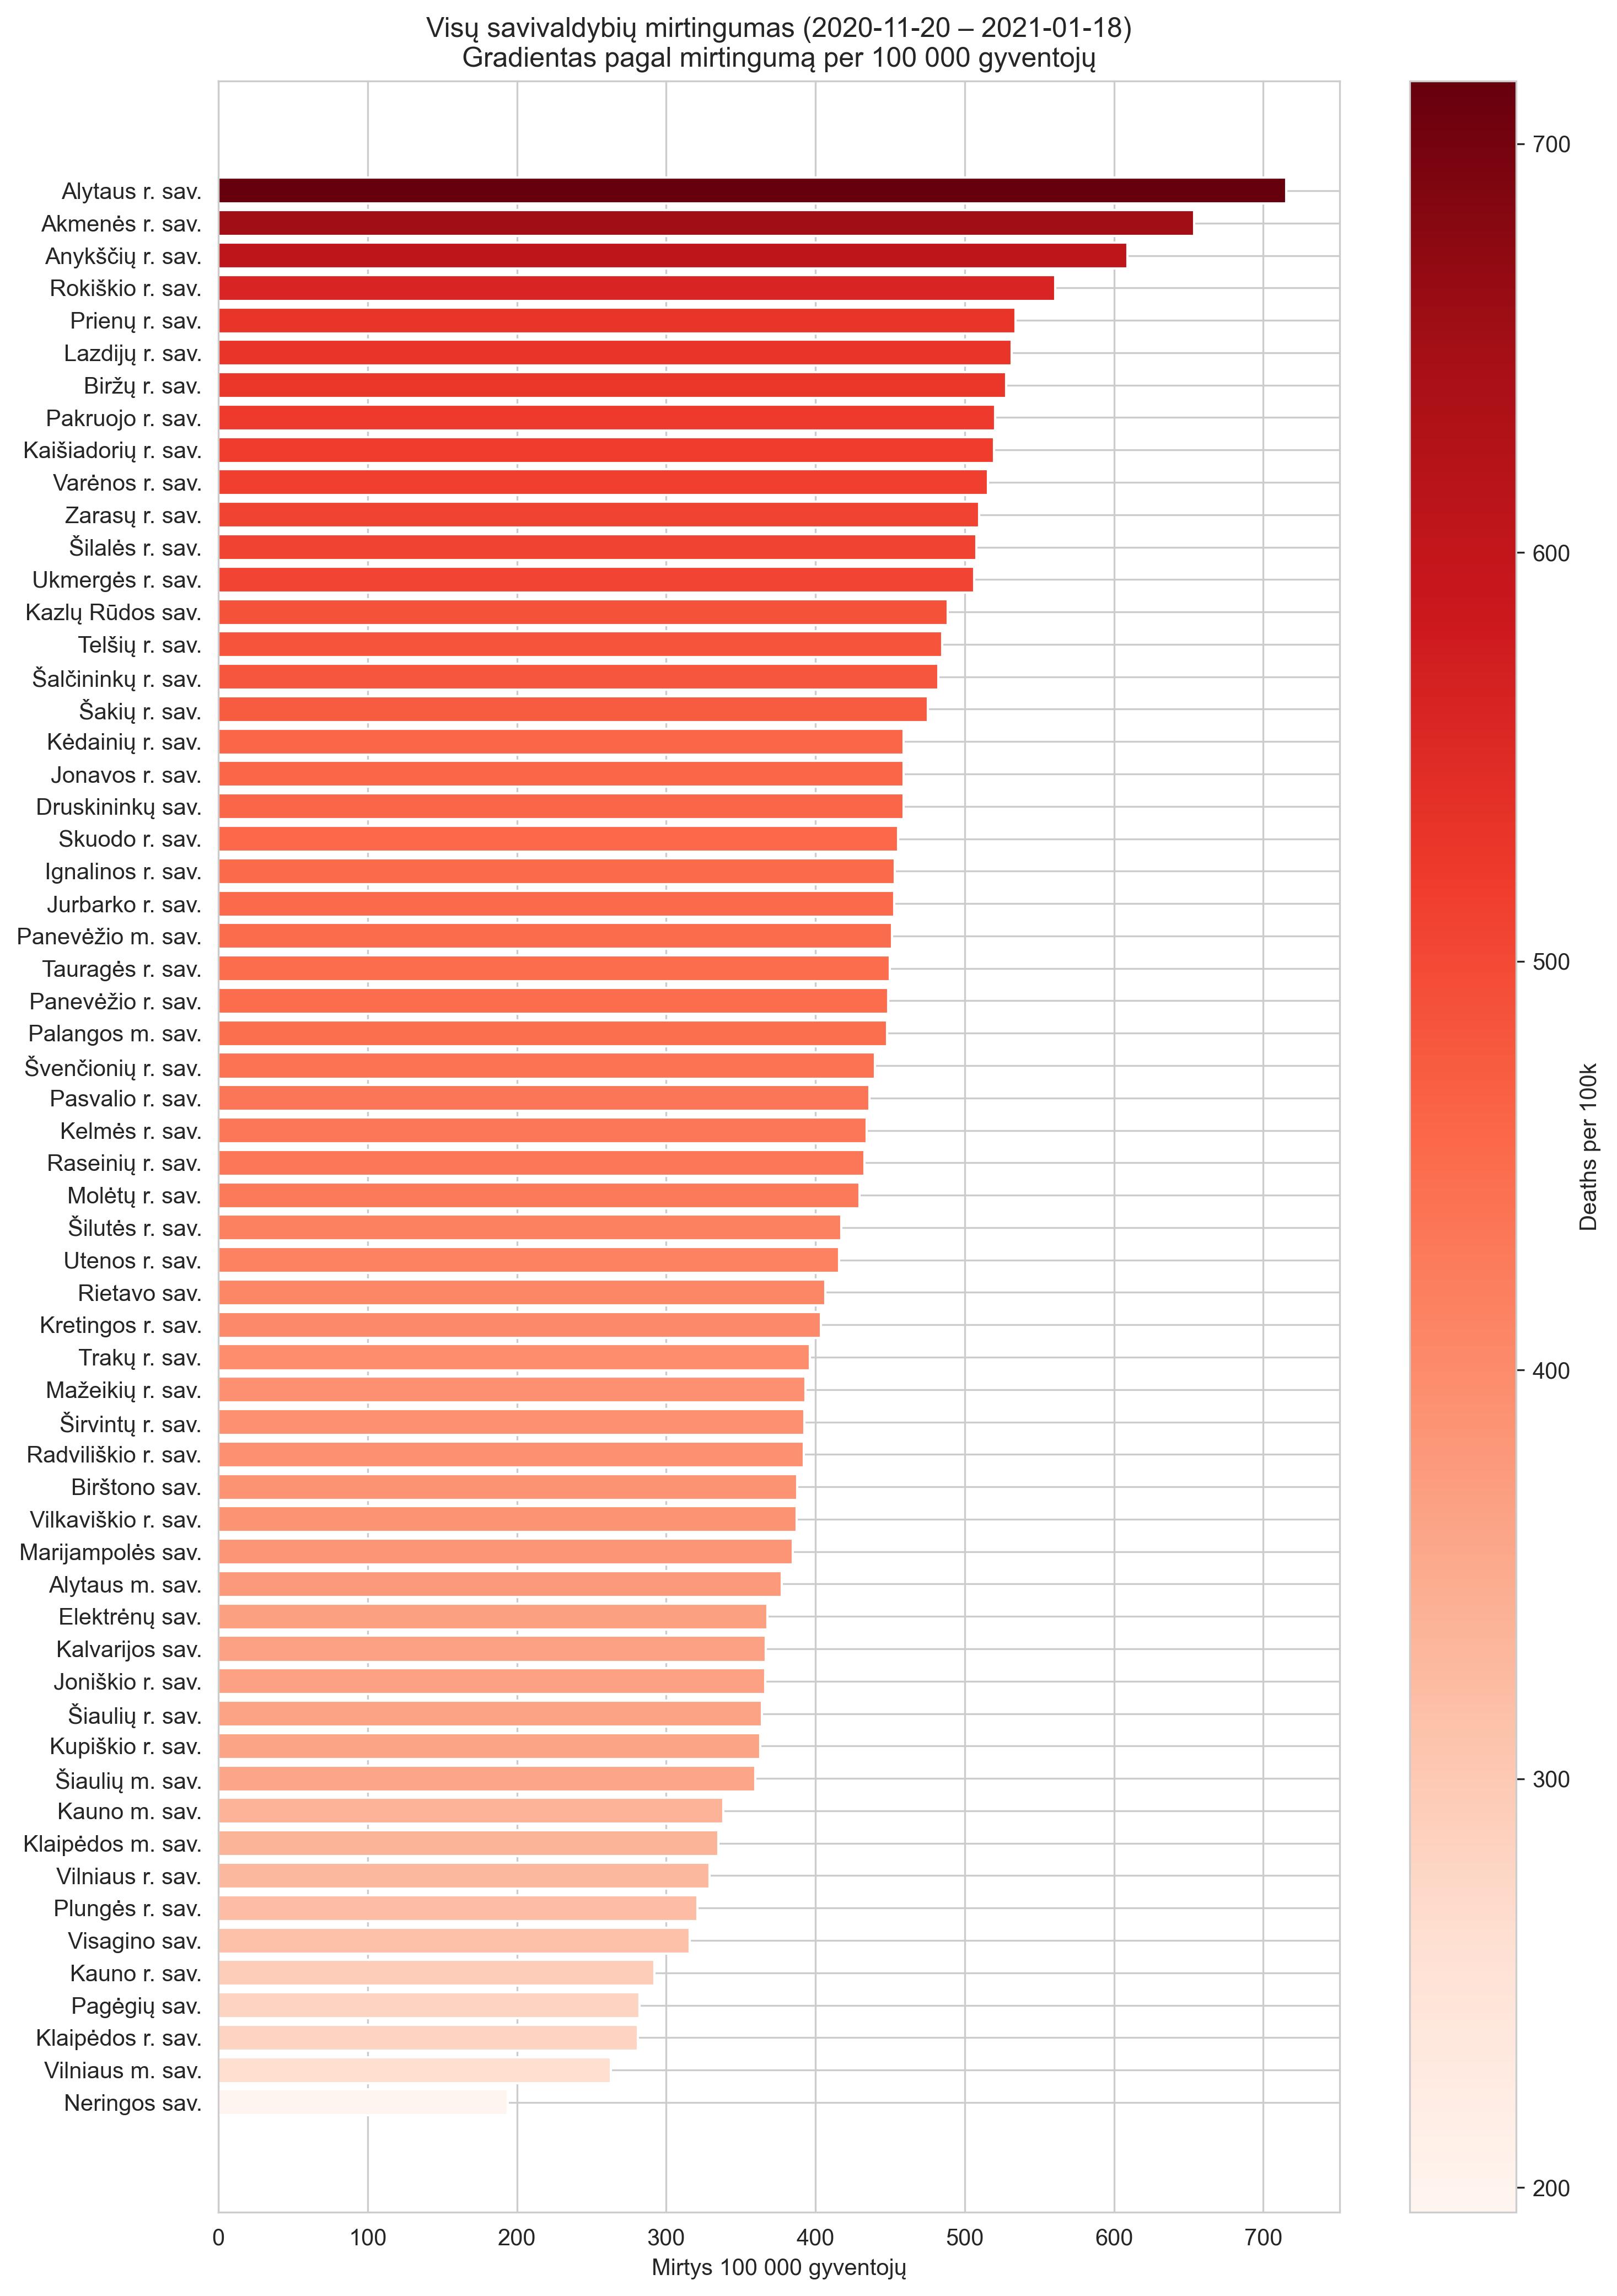 Visų savivaldybių mirtingumas (2020-11-20 – 2021-01-18)
Gradientas pagal mirtingumą per 100 000 gyventojų
Alytaus r. sav.
Akmenės r. sav.
Anykščių r. sav.
Rokiškio r. sav.
Prienų r. sav.
Lazdijų r. sav.
Biržų r. sav.
Pakruojo r. sav.
Kaišiadorių r. sav.
Varėnos r. sav.
Zarasų r. sav.
Šilalės r. sav.
Ukmergės r. sav.
Kazlų Rūdos sav.
Telšių r. sav.
Šalčininkų r. sav.
Šakių r. sav.
Kėdainių r. sav.
Jonavos r. sav.
Druskininkų sav.
Skuodo r. sav.
Ignalinos r. sav.
Jurbarko r. sav.
Panevėžio m. sav.
Tauragės r. sav.
Panevėžio r. sav.
Palangos m. sav.
Švenčionių r. sav.
Pasvalio r. sav.
Kelmės r. sav.
Raseinių r. sav.
Molėtų r. sav.
Šilutės r. sav.
Utenos r. sav.
Rietavo sav.
Kretingos r. sav.
Trakų r. sav.
Mažeikių r. sav.
Širvintų r. sav.
Radviliškio r. sav.
Birštono sav.
Vilkaviškio r. sav.
Marijampolės sav.
Alytaus m. sav.
Elektrėnų sav.
Kalvarijos sav.
Joniškio r. sav.
Šiaulių r. sav.
Kupiškio r. sav.
Šiaulių m. sav.
Kauno m. sav.
Klaipėdos m. sav.
Vilniaus r. sav.
Plungės r. sav.
Visagino sav.
Kauno r. sav.
Pagėgių sav.
Klaipėdos r. sav.
Vilniaus m. sav.
Neringos sav.
0 100 200 300 400 500 600 700
Mirtys 100 000 gyventojų
700
600
500
400
300
200
Deaths per 100k